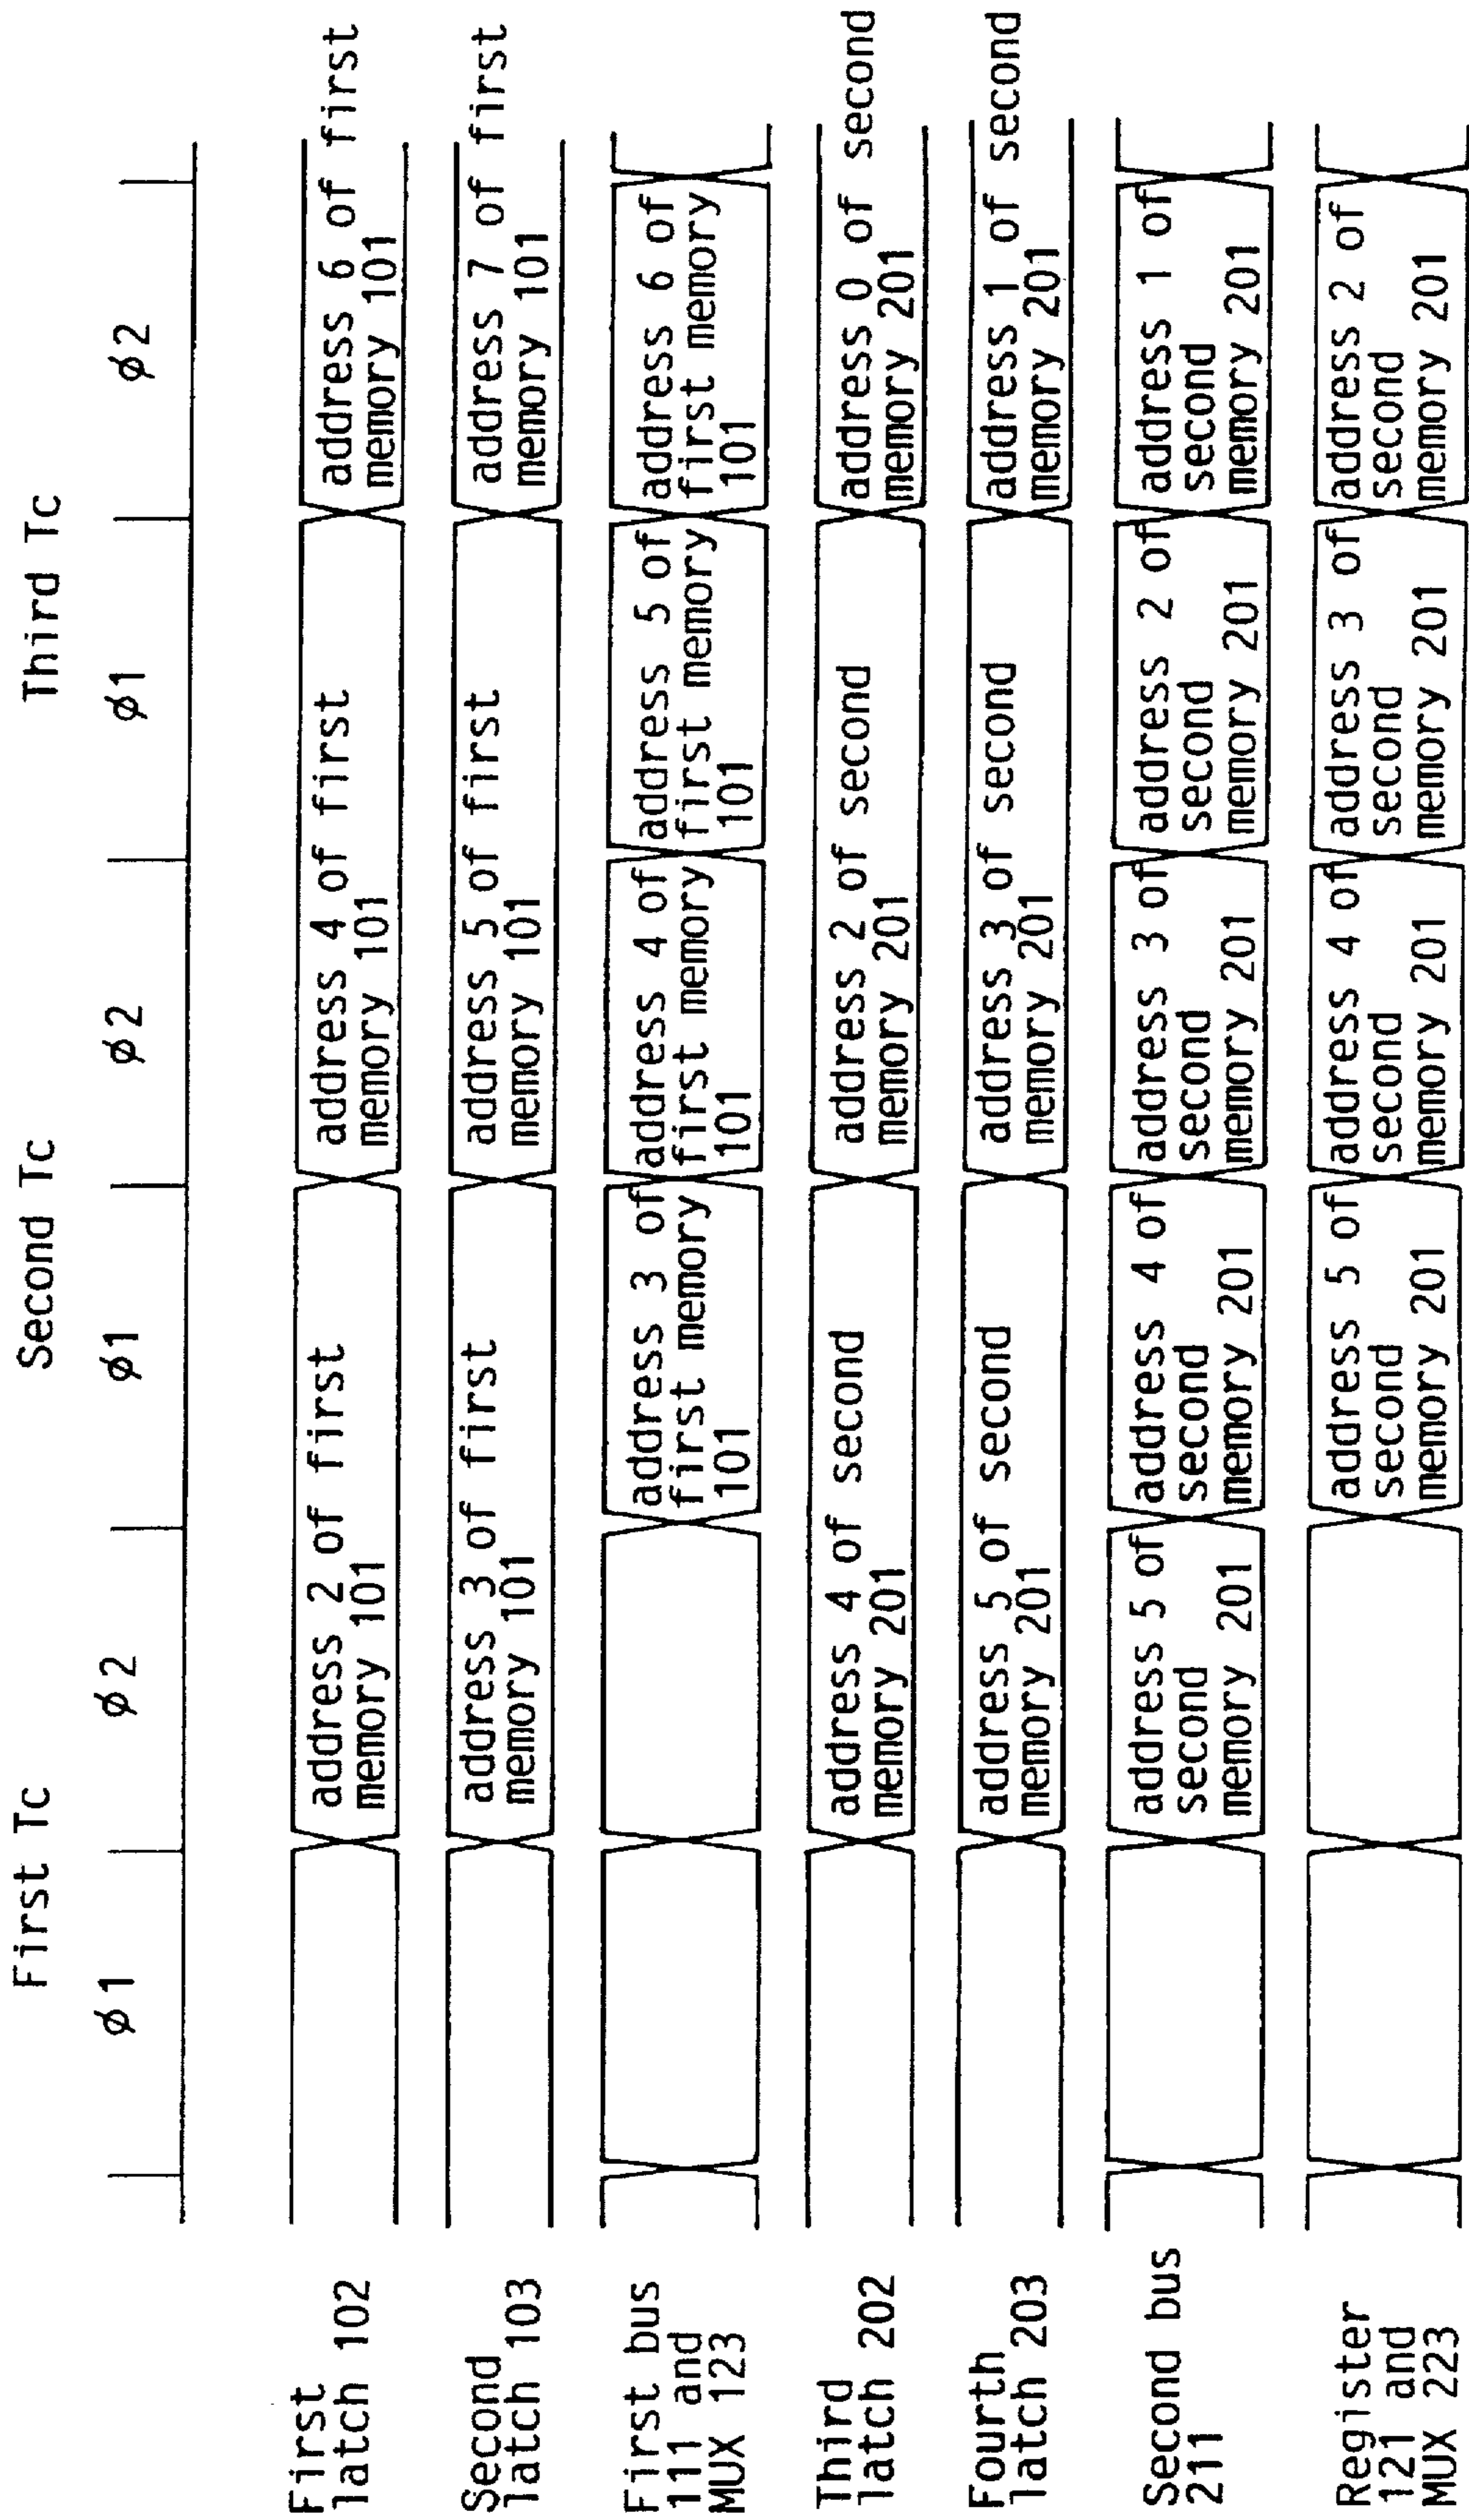 First Tc Second Tc Third Tc
ø1 ø2 ø1 ø2 ø1 ø2
First
latch 102
address 2 of first
memory 101
address 4 of first
memory 101
address 6 of first
memory 101
Second
latch 103
address 3 of first
memory 101
address 5 of first
memory 101
address 7 of first
memory 101
First bus
111 and
MUX 123
address 3 of
first memory
101
address 4 of
first memory
101
address 5 of
first memory
101
address 6 of
first memory
101
Third
latch 202
address 4 of second
memory 201
address 2 of second
memory 201
address 0 of second
memory 201
Fourth
latch 203
address 5 of second
memory 201
address 3 of second
memory 201
address 1 of second
memory 201
Second bus
211
address 5 of
second
memory 201
address 4 of
second
memory 201
address 3 of
second
memory 201
address 2 of
second
memory 201
address 1 of
second
memory 201
Register
121 and
MUX 223
address 5 of
second
memory 201
address 4 of
second
memory 201
address 3 of
second
memory 201
address 2 of
second
memory 201